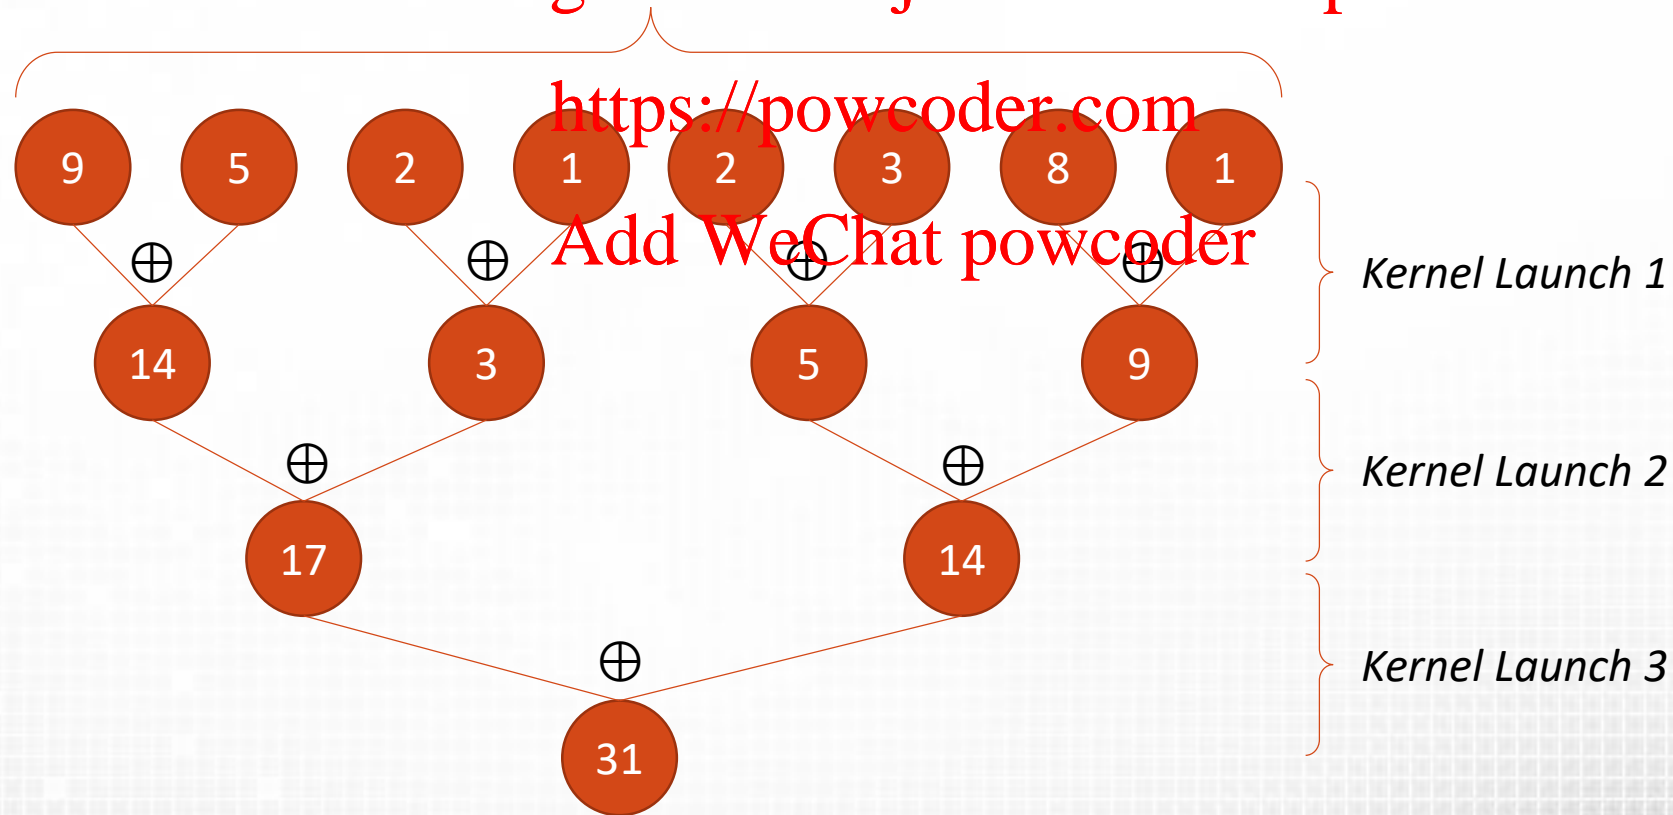 https://powcoder.com
9 5 2 1 2 3 8 1
Add WeChat powcoder
Kernel Launch 1
14 3 5 9
Kernel Launch 2
17 14
Kernel Launch 3
31